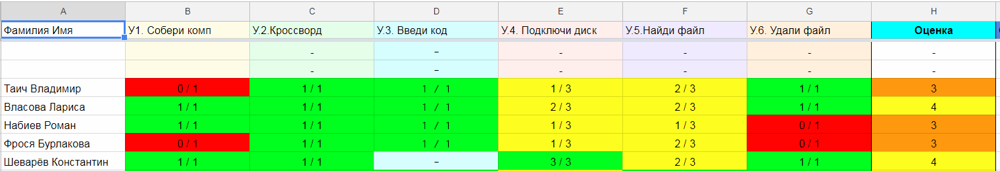 A B C D E F G H
Фамилия Имя У1. Собери комп У.2.Кроссворд У.3. Введи код У.4. Подключи диск У.5.Найди файл У.6. Удали файл Оценка
- - - - - -
- - - - - -
Таич Владимир 0 / 1 1 / 1 1 / 1 1 / 3 2 / 3 1 / 1 3
Власова Лариса 1 / 1 1 / 1 1 / 1 2 / 3 2 / 3 1 / 1 4
Набиев Роман 1 / 1 1 / 1 1 / 1 1 / 3 1 / 3 0 / 1 3
Фрося Бурлакова 0 / 1 1 / 1 1 / 1 1 / 3 2 / 3 0 / 1 3
Шеварёв Константин 1 / 1 1 / 1 - 3 / 3 2 / 3 1 / 1 4